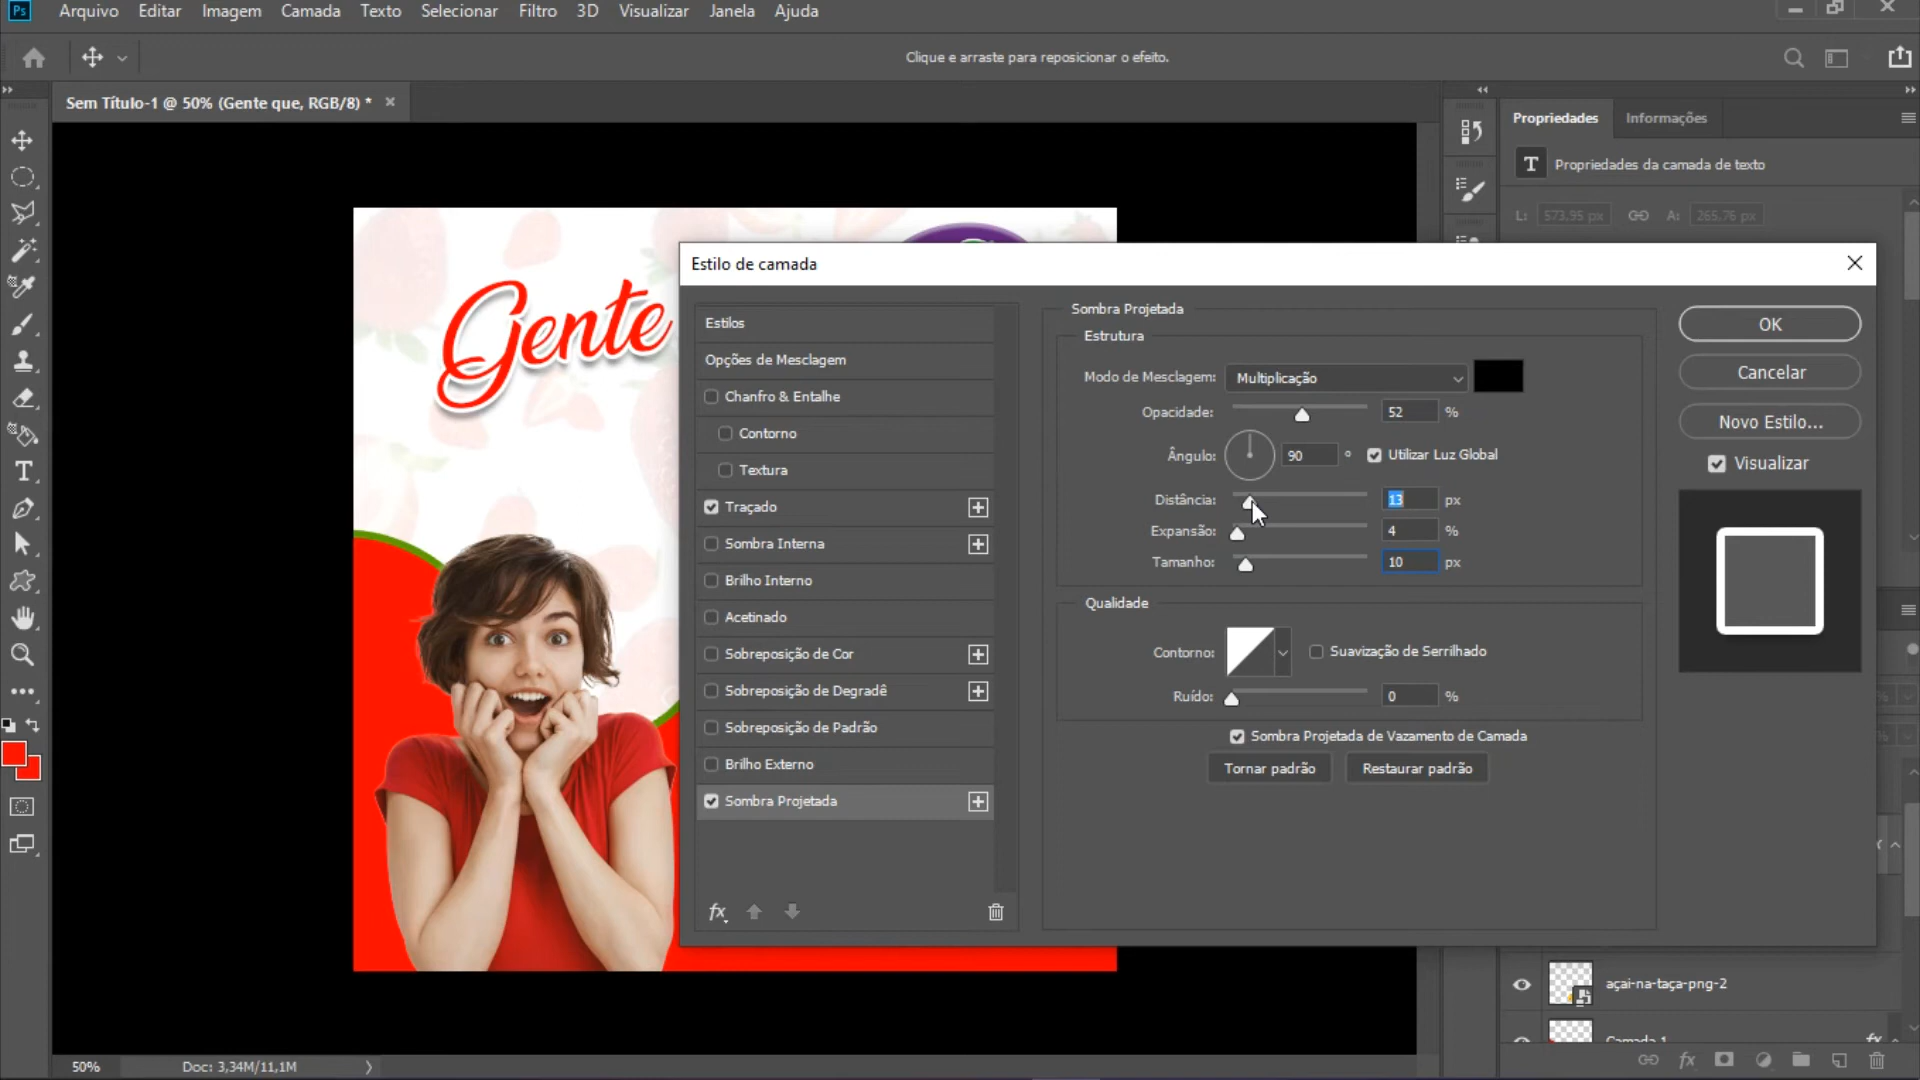 Ps Arquivo Editar Imagem Camada Texto Selecionar Filtro 3D Visualizar Janela Ajuda
Clique e arraste para reposicionar o efeito.
Sem Título-1 @ 50% (Gente que, RGB/8) *
Propriedades Informações
T Propriedades da camada de texto
L: 573,95 px A: 265,76 px
Gente
Estilo de camada
Estilos
Opções de Mesclagem
Chanfro & Entalhe
Contorno
Textura
Traçado
Sombra Interna
Brilho Interno
Acetinado
Sobreposição de Cor
Sobreposição de Degradê
Sobreposição de Padrão
Brilho Externo
Sombra Projetada
fx
Sombra Projetada
Estrutura
Modo de Mesclagem: Multiplicação
Opacidade: 52 %
Ângulo: 90 ° Utilizar Luz Global
Distância: 13 px
Expansão: 4 %
Tamanho: 10 px
Qualidade
Contorno: Suavização de Serrilhado
Ruído: 0 %
Sombra Projetada de Vazamento de Camada
Tornar padrão Restaurar padrão
OK
Cancelar
Novo Estilo...
Visualizar
açai-na-taça-png-2
Camada 1 fx
50% Doc: 3,34M/11,1M
fx